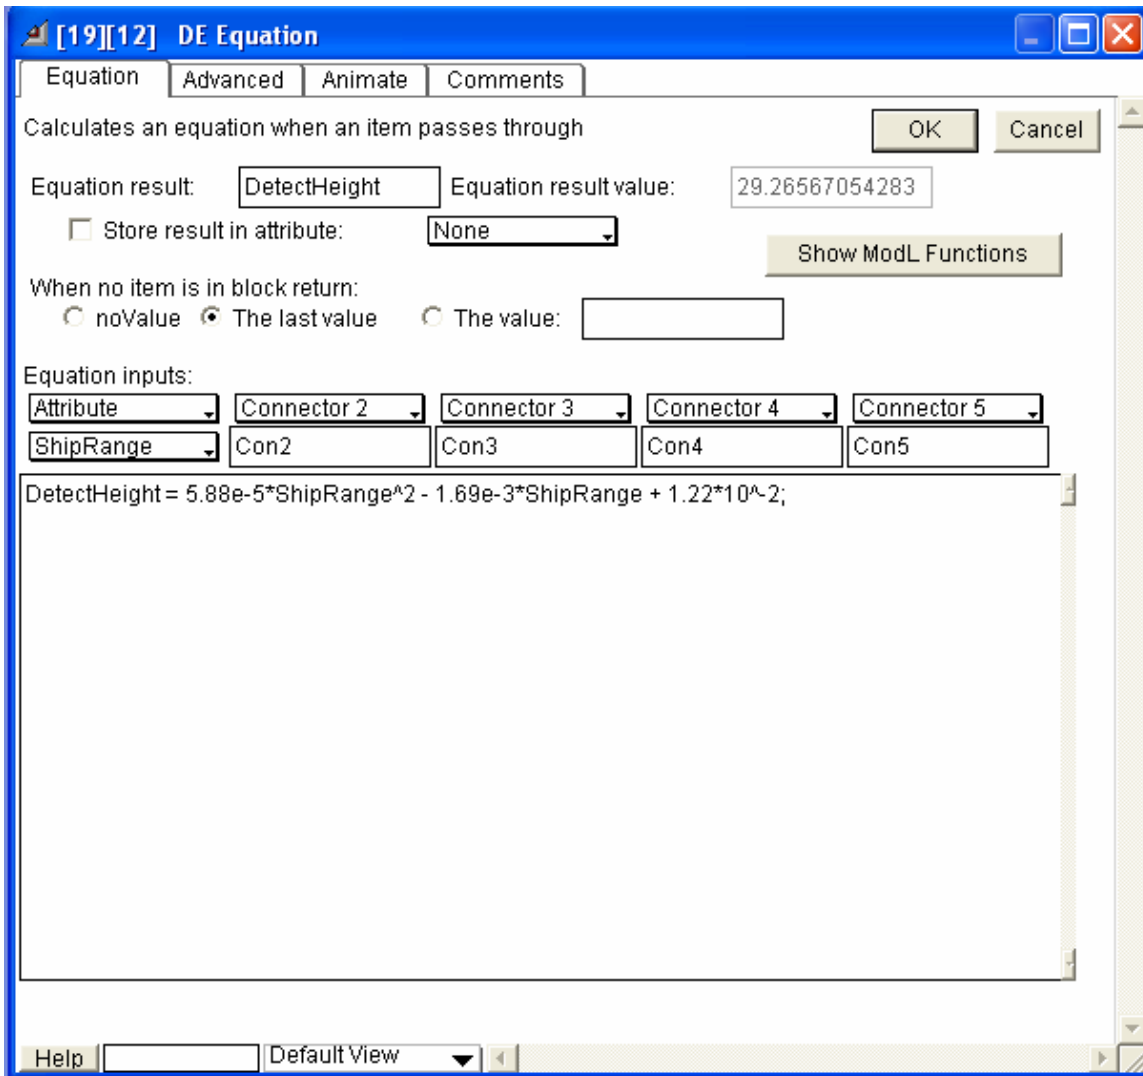 [19][12] DE Equation
Equation Advanced Animate Comments
Calculates an equation when an item passes through OK Cancel
Equation result: DetectHeight Equation result value: 29.26567054283
Store result in attribute: None
Show ModL Functions
When no item is in block return:
noValue The last value The value:
Equation inputs:
Attribute Connector 2 Connector 3 Connector 4 Connector 5
ShipRange Con2 Con3 Con4 Con5
DetectHeight = 5.88e-5*ShipRange^2 - 1.69e-3*ShipRange + 1.22*10^-2;
Help Default View